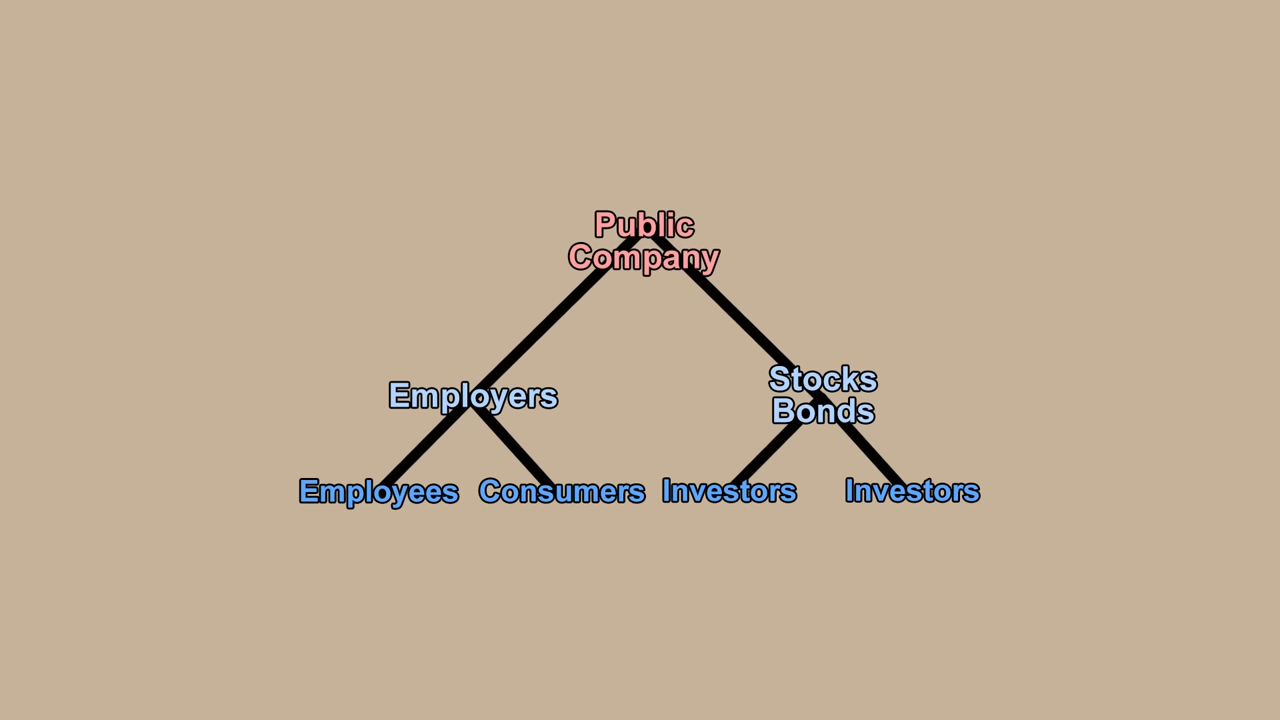 Public
Company
Employers
Stocks
Bonds
Employees
Consumers
Investors
Investors